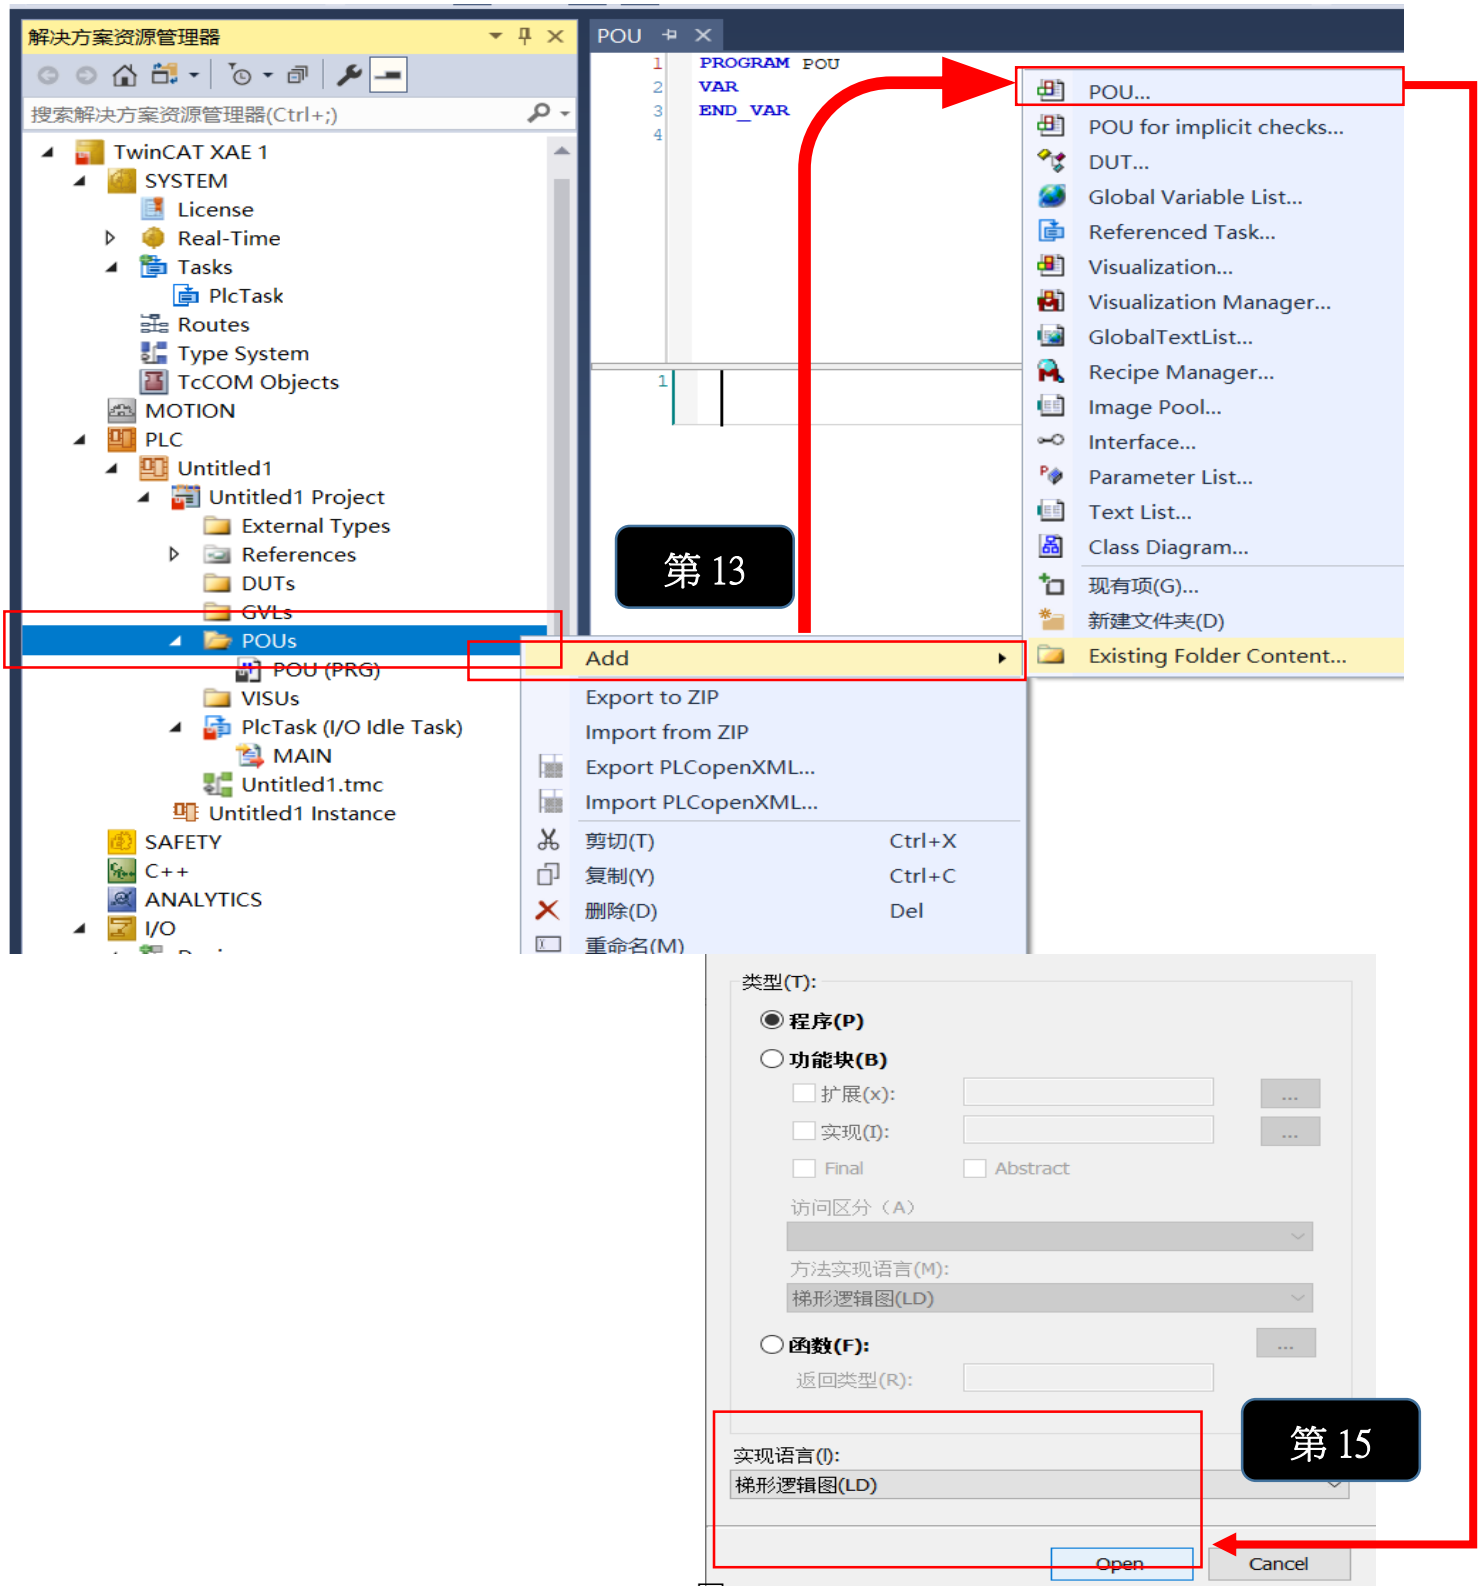 解决方案资源管理器
搜索解决方案资源管理器(Ctrl+;)
TwinCAT XAE 1
SYSTEM
License
Real-Time
Tasks
PlcTask
Routes
Type System
TcCOM Objects
MOTION
PLC
Untitled1
Untitled1 Project
External Types
References
DUTs
GVLs
POUs
POU (PRG)
VISUs
PlcTask (I/O Idle Task)
MAIN
Untitled1.tmc
Untitled1 Instance
SAFETY
C++
ANALYTICS
I/O
POU
1 PROGRAM POU
2 VAR
3 END_VAR
4
1
第 13
Add
Export to ZIP
Import from ZIP
Export PLCopenXML...
Import PLCopenXML...
剪切(T) Ctrl+X
复制(Y) Ctrl+C
删除(D) Del
重命名(M)
POU...
POU for implicit checks...
DUT...
Global Variable List...
Referenced Task...
Visualization...
Visualization Manager...
GlobalTextList...
Recipe Manager...
Image Pool...
Interface...
Parameter List...
Text List...
Class Diagram...
现有项(G)...
新建文件夹(D)
Existing Folder Content...
类型(T):
程序(P)
功能块(B)
扩展(x): ...
实现(I): ...
Final Abstract
访问区分（A）
方法实现语言(M):
梯形逻辑图(LD)
函数(F): ...
返回类型(R):
第 15
实现语言(I):
梯形逻辑图(LD)
Open Cancel